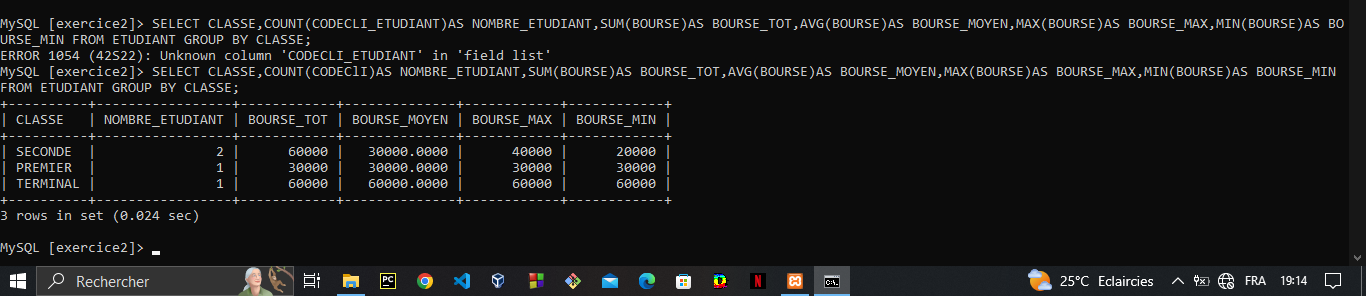 MySQL [exercice2]> SELECT CLASSE,COUNT(CODECLI_ETUDIANT)AS NOMBRE_ETUDIANT,SUM(BOURSE)AS BOURSE_TOT,AVG(BOURSE)AS BOURSE_MOYEN,MAX(BOURSE)AS BOURSE_MAX,MIN(BOURSE)AS BO
URSE_MIN FROM ETUDIANT GROUP BY CLASSE;
ERROR 1054 (42S22): Unknown column 'CODECLI_ETUDIANT' in 'field list'
MySQL [exercice2]> SELECT CLASSE,COUNT(CODEClI)AS NOMBRE_ETUDIANT,SUM(BOURSE)AS BOURSE_TOT,AVG(BOURSE)AS BOURSE_MOYEN,MAX(BOURSE)AS BOURSE_MAX,MIN(BOURSE)AS BOURSE_MIN
FROM ETUDIANT GROUP BY CLASSE;
+----------+-----------------+------------+--------------+------------+------------+
| CLASSE   | NOMBRE_ETUDIANT | BOURSE_TOT | BOURSE_MOYEN | BOURSE_MAX | BOURSE_MIN |
+----------+-----------------+------------+--------------+------------+------------+
| SECONDE  |               2 |      60000 |   30000.0000 |      40000 |      20000 |
| PREMIER  |               1 |      30000 |   30000.0000 |      30000 |      30000 |
| TERMINAL |               1 |      60000 |   60000.0000 |      60000 |      60000 |
+----------+-----------------+------------+--------------+------------+------------+
3 rows in set (0.024 sec)
MySQL [exercice2]> _
Rechercher PC N C:\. 25°C Eclaircies FRA 19:14